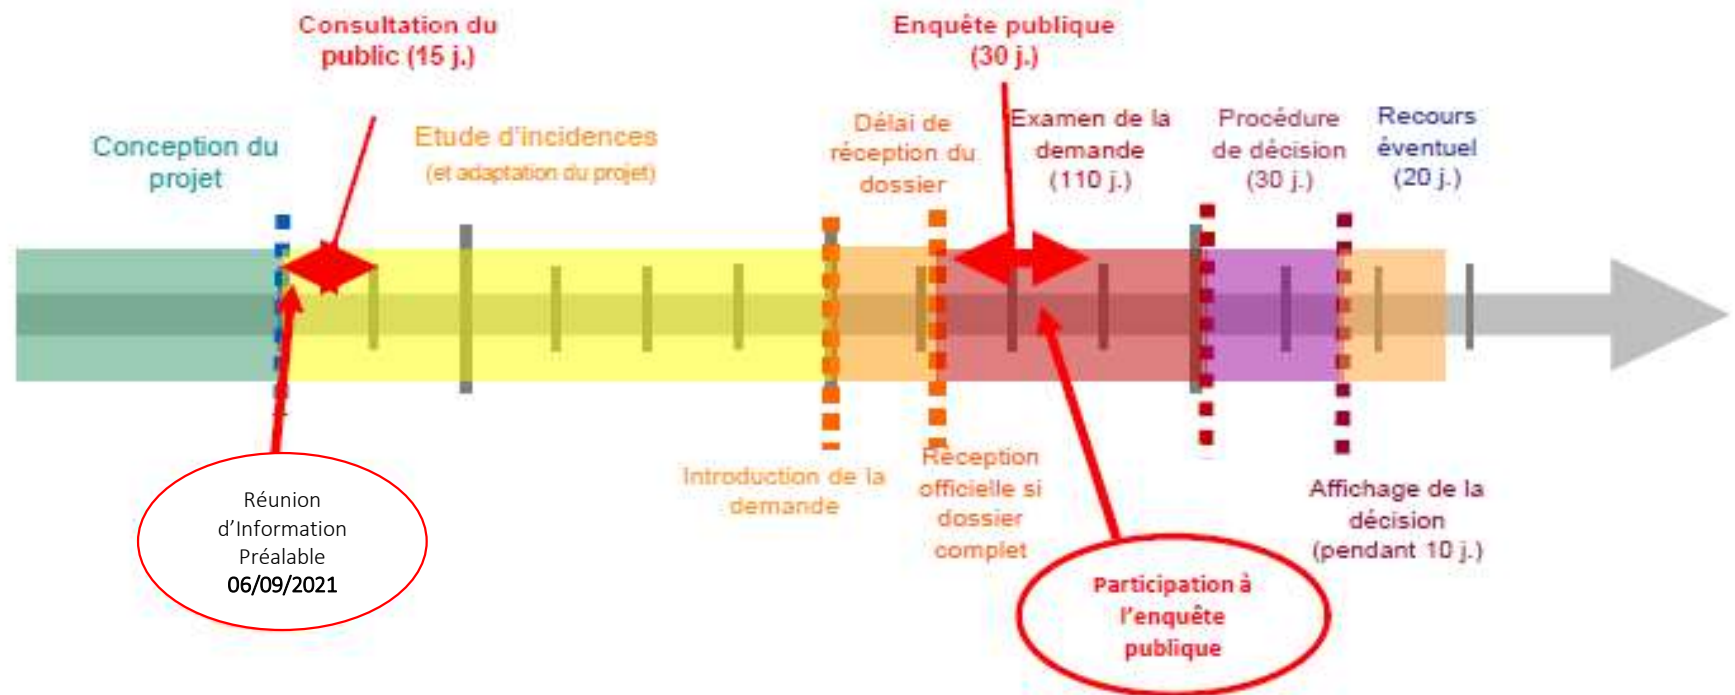 Consultation du
public (15 j.)
Enquête publique
(30 j.)
Conception du
projet
Etude d'incidences
(et adaptation du projet)
Délai de
réception du
dossier
Examen de la
demande
(110 j.)
Procédure
de décision
(30 j.)
Recours
éventuel
(20 j.)
Réunion
d'Information
Préalable
06/09/2021
Introduction de la
demande
Réception
officielle si
dossier
complet
Participation à
l'enquête
publique
Affichage de la
décision
(pendant 10 j.)